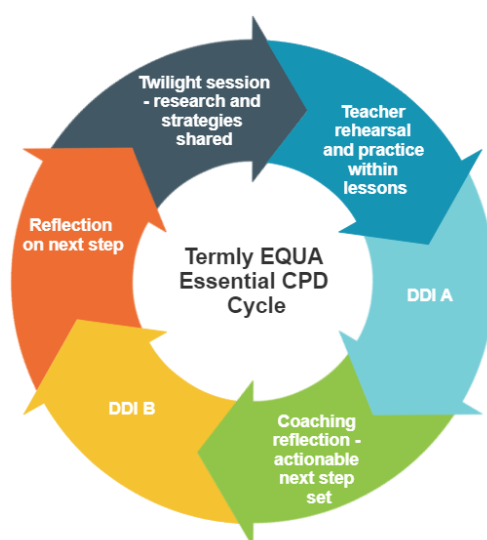 Twilight session
- research and
strategies
shared
Teacher
rehearsal
and practice
within
lessons
DDI A
Coaching
reflection -
actionable
next step
set
DDI B
Reflection
on next step
Termly EQUA
Essential CPD
Cycle